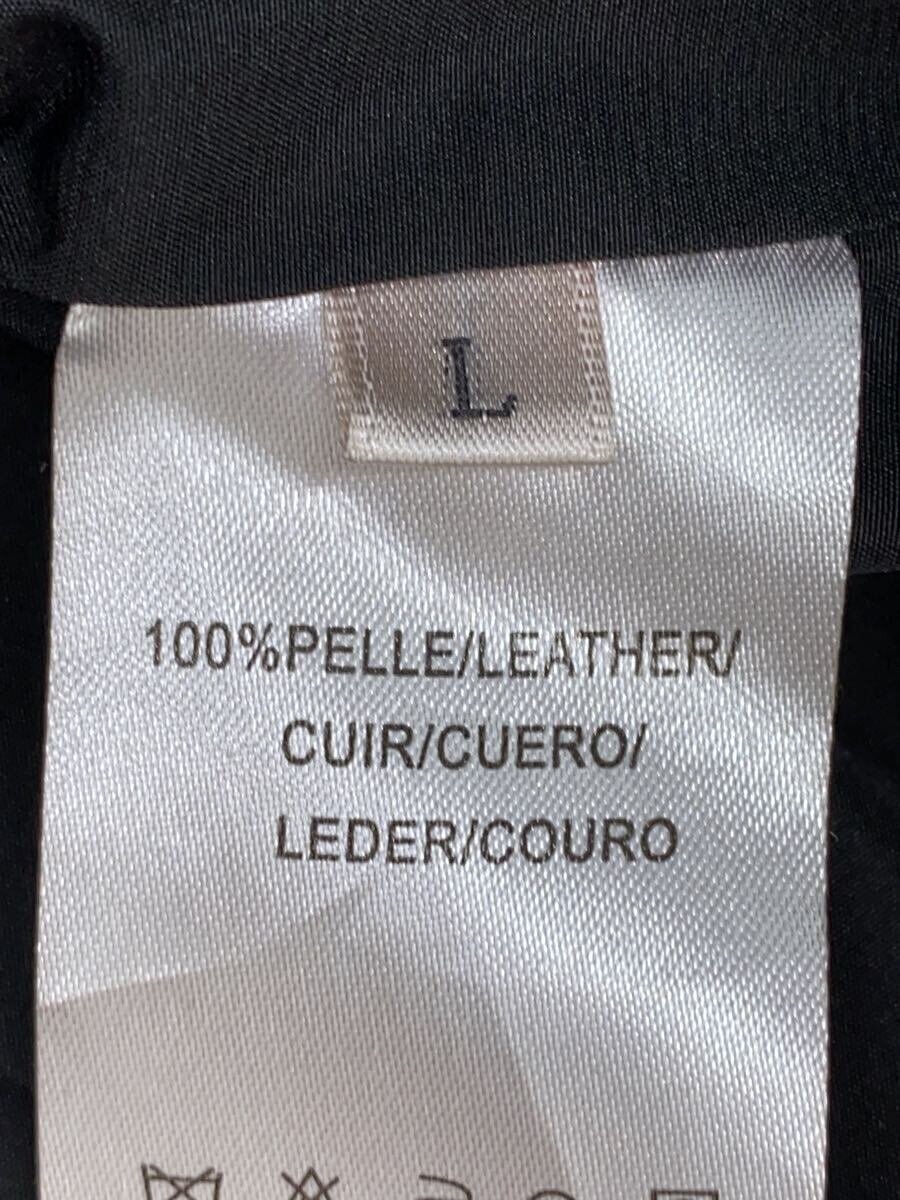 L
100%PELLE/LEATHER/
CUIR/CUERO/
LEDER/COURO